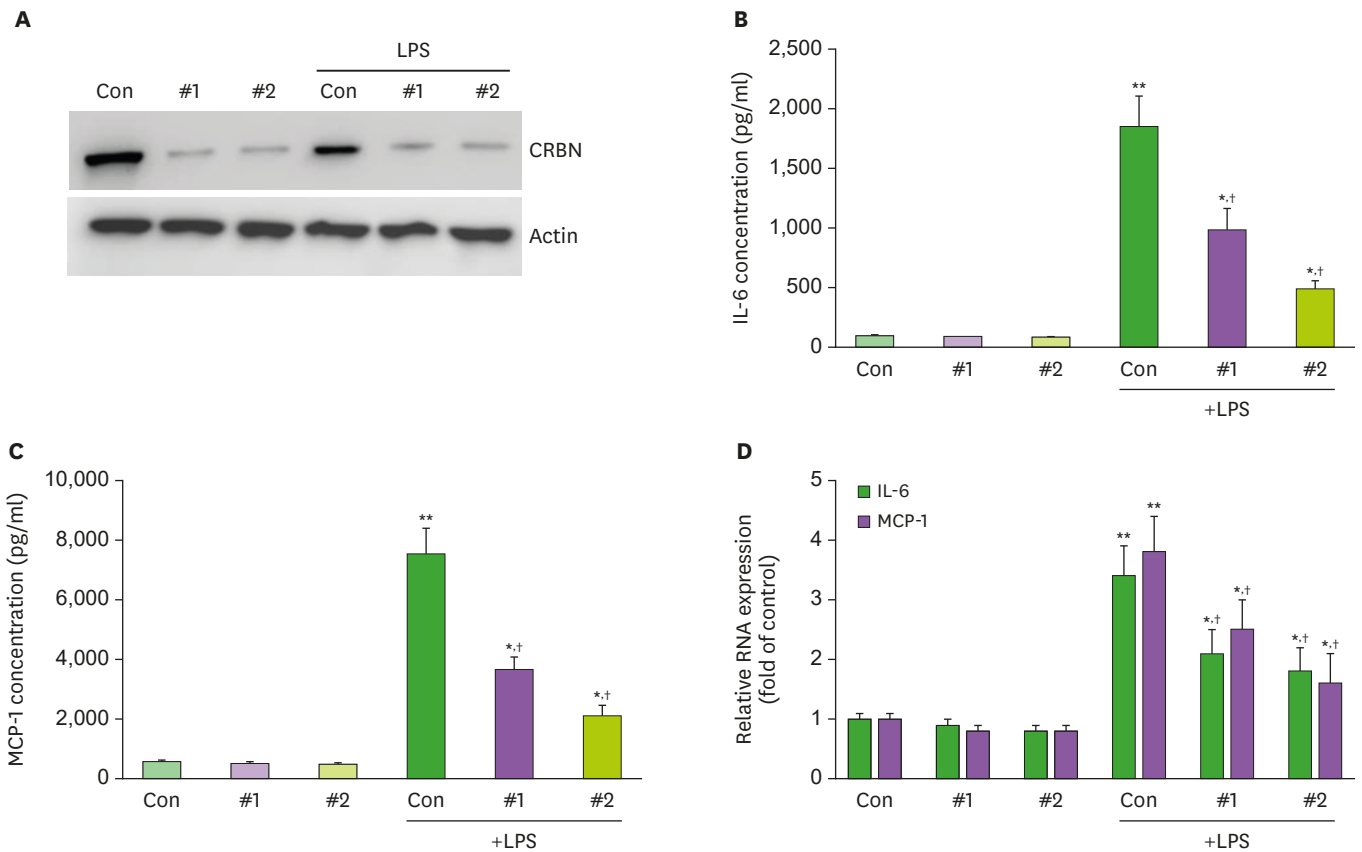 A
LPS
Con #1 #2 Con #1 #2
CRBN
Actin
B
IL-6 concentration (pg/ml)
2,500
2,000
1,500
1,000
500
0
**
*,†
*,†
Con #1 #2 Con #1 #2
+LPS
C
MCP-1 concentration (pg/ml)
10,000
8,000
6,000
4,000
2,000
0
**
*,†
*,†
Con #1 #2 Con #1 #2
+LPS
D
Relative RNA expression
(fold of control)
5
4
3
2
1
0
IL-6
MCP-1
** **
*,† *,†
*,† *,†
Con #1 #2 Con #1 #2
+LPS